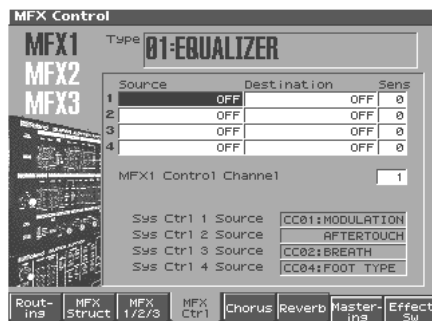 MFX Control
MFX1
MFX2
MFX3
Type 01:EQUALIZER
Source Destination Sens
1 OFF OFF 0
2 OFF OFF 0
3 OFF OFF 0
4 OFF OFF 0
MFX1 Control Channel 1
Sys Ctrl 1 Source CC01:MODULATION
Sys Ctrl 2 Source AFTERTOUCH
Sys Ctrl 3 Source CC02:BREATH
Sys Ctrl 4 Source CC04:FOOT TYPE
Rout-ing MFX Struct MFX 1/2/3 MFX Ctrl Chorus Reverb Master-ing Effect Sw